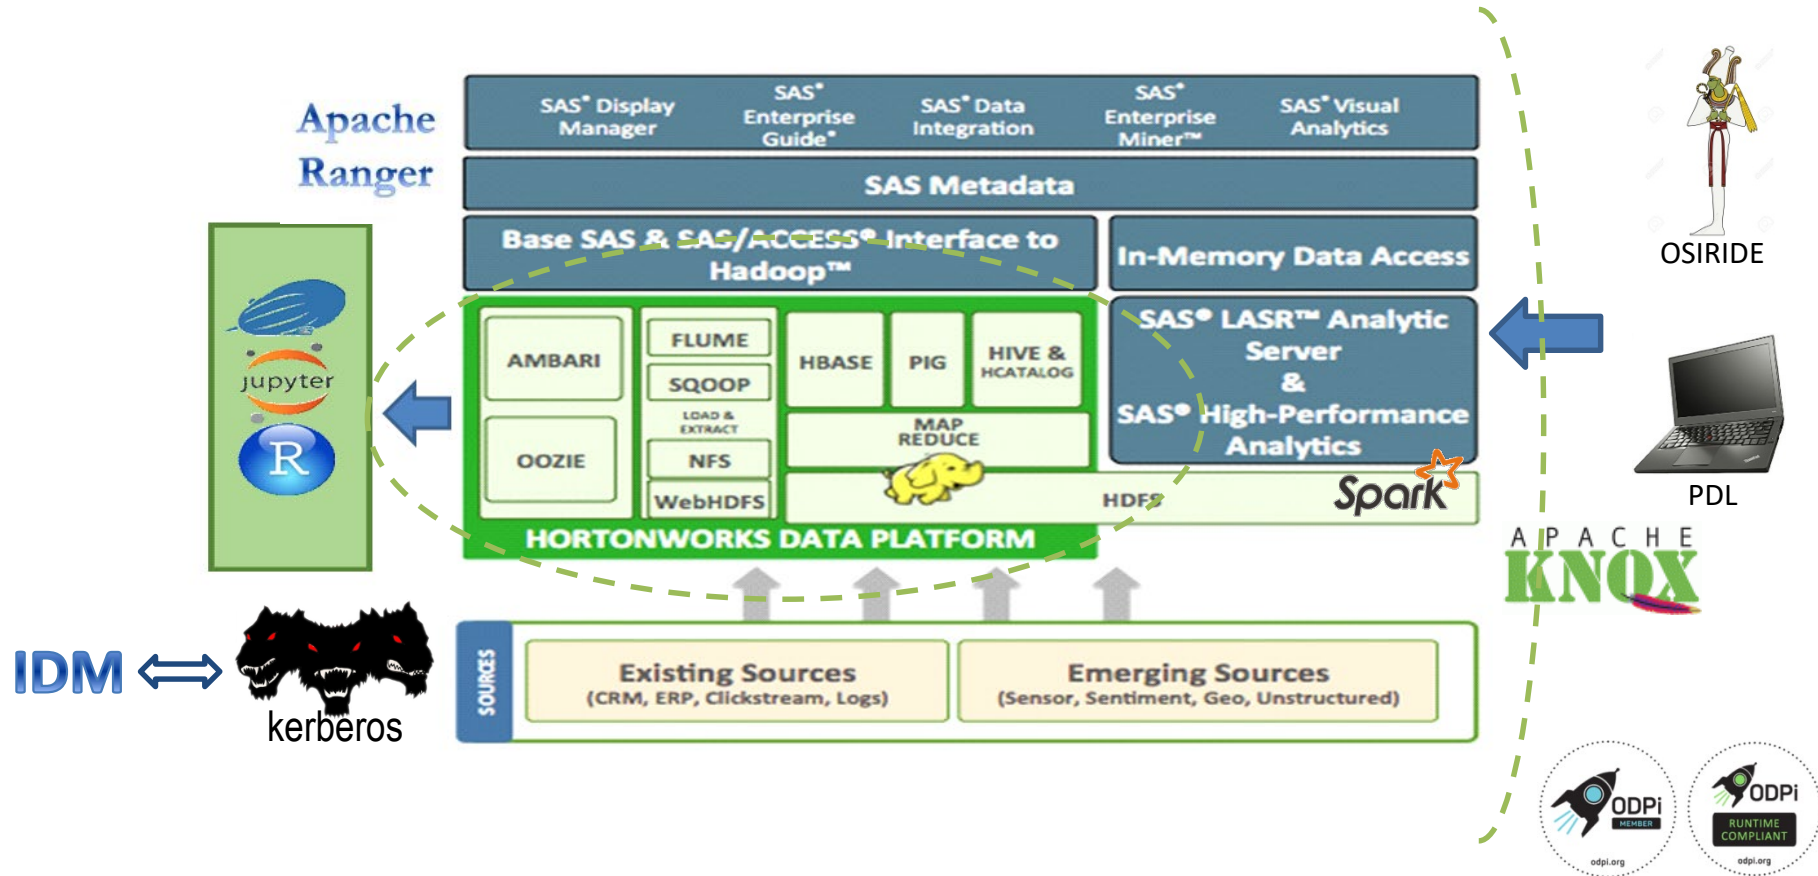 Apache
Ranger
SAS® Display
Manager
SAS®
Enterprise
Guide®
SAS® Data
Integration
SAS®
Enterprise
Miner™
SAS® Visual
Analytics
SAS Metadata
Base SAS & SAS/ACCESS® Interface to
Hadoop™
In-Memory Data Access
AMBARI
OOZIE
FLUME
SQOOP
LOAD &
EXTRACT
NFS
WebHDFS
HBASE
PIG
HIVE &
HCATALOG
MAP
REDUCE
HDFS
SAS® LASR™ Analytic
Server
&
SAS® High-Performance
Analytics
Spark
HORTONWORKS DATA PLATFORM
jupyter
R
IDM
kerberos
SOURCES
Existing Sources
(CRM, ERP, Clickstream, Logs)
Emerging Sources
(Sensor, Sentiment, Geo, Unstructured)
OSIRIDE
PDL
APACHE
KNOX
ODPi
MEMBER
odpi.org
ODPi
RUNTIME
COMPLIANT
odpi.org